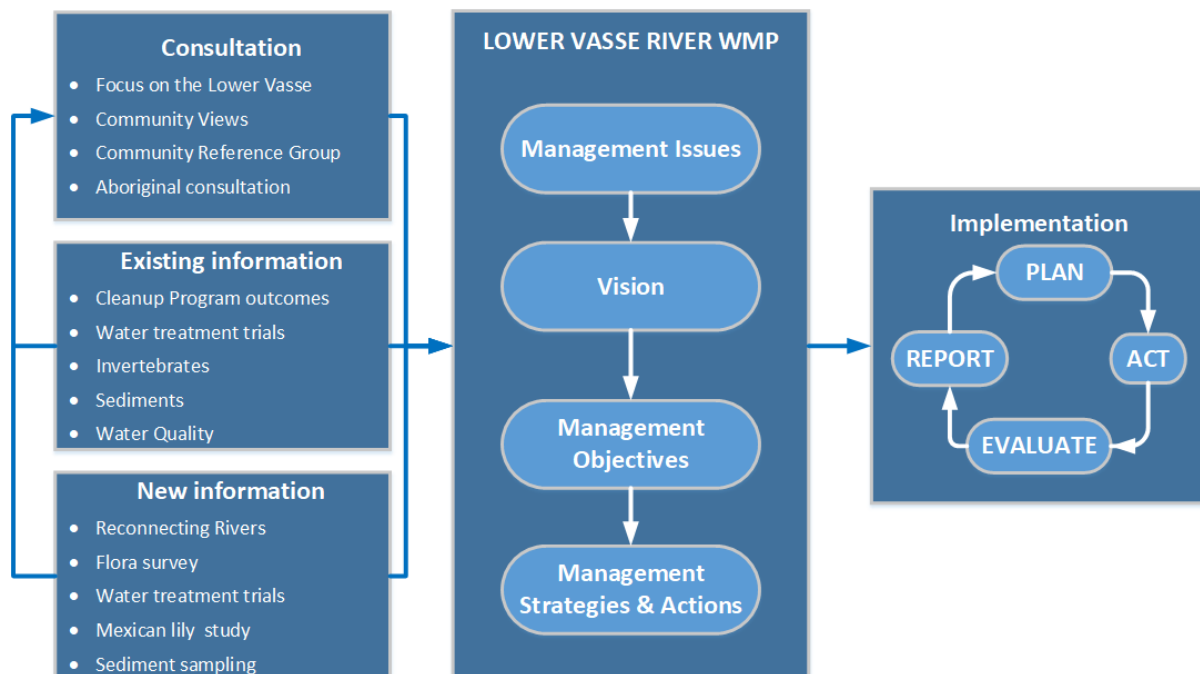 Consultation
• Focus on the Lower Vasse
• Community Views
• Community Reference Group
• Aboriginal consultation
Existing information
• Cleanup Program outcomes
• Water treatment trials
• Invertebrates
• Sediments
• Water Quality
New information
• Reconnecting Rivers
• Flora survey
• Water treatment trials
• Mexican lily study
• Sediment sampling
LOWER VASSE RIVER WMP
Management Issues
Vision
Management
Objectives
Management
Strategies & Actions
Implementation
PLAN
ACT
EVALUATE
REPORT